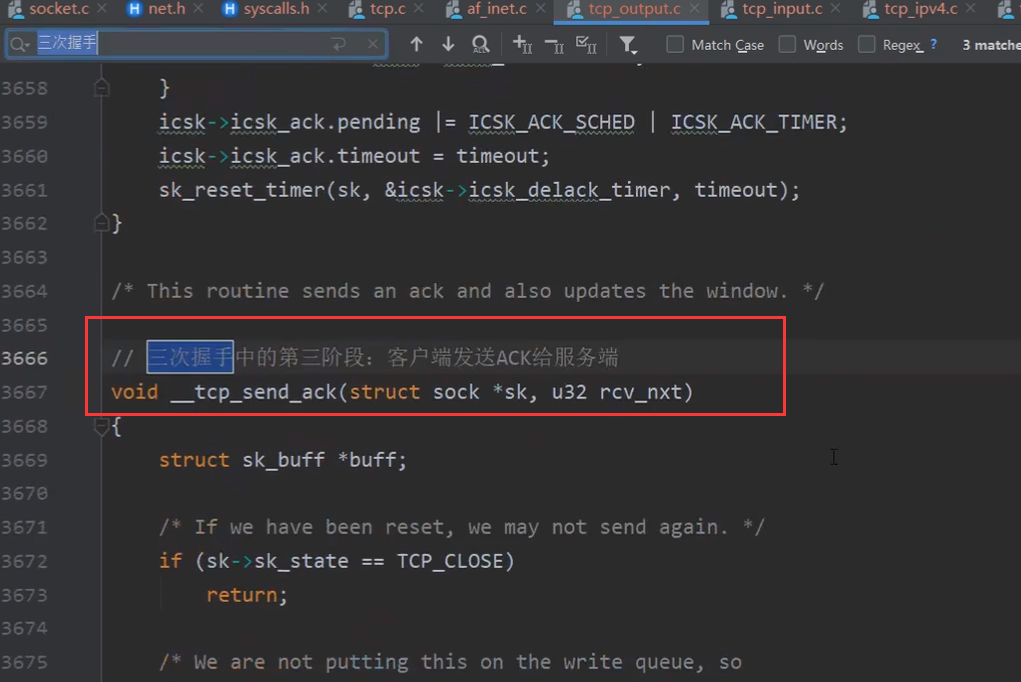 socket.c net.h syscalls.h tcp.c af_inet.c tcp_output.c tcp_input.c tcp_ipv4.c
三次握手 Match Case Words Regex ? 3 matche
3658 }
3659 icsk->icsk_ack.pending |= ICSK_ACK_SCHED | ICSK_ACK_TIMER;
3660 icsk->icsk_ack.timeout = timeout;
3661 sk_reset_timer(sk, &icsk->icsk_delack_timer, timeout);
3662 }
3663
3664 /* This routine sends an ack and also updates the window. */
3665
3666 // 三次握手中的第三阶段：客户端发送ACK给服务端
3667 void __tcp_send_ack(struct sock *sk, u32 rcv_nxt)
3668 {
3669 struct sk_buff *buff;
3670
3671 /* If we have been reset, we may not send again. */
3672 if (sk->sk_state == TCP_CLOSE)
3673 return;
3674
3675 /* We are not putting this on the write queue, so